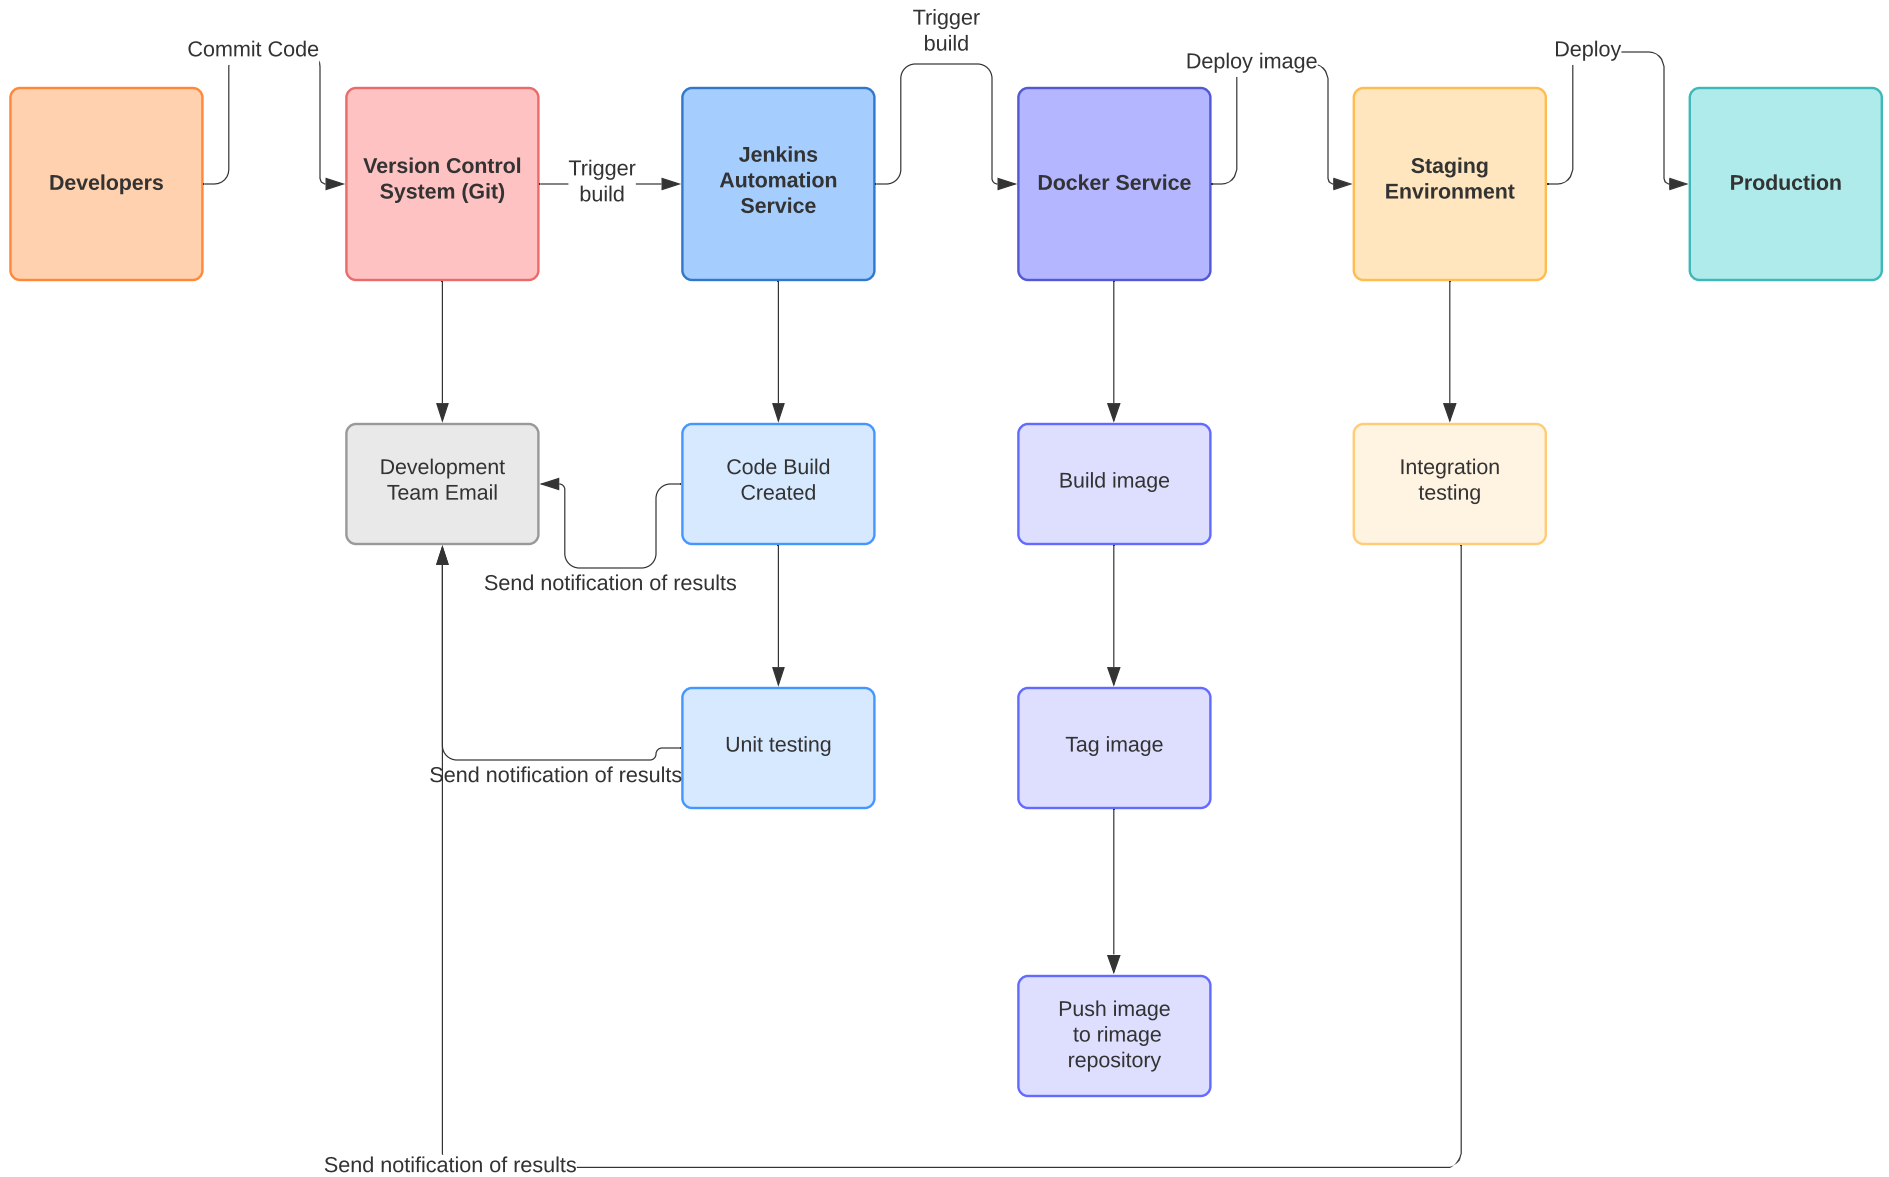 Commit Code
Trigger
build
Deploy image
Deploy
Developers
Version Control
System (Git)
Trigger
build
Jenkins
Automation
Service
Docker Service
Staging
Environment
Production
Development
Team Email
Code Build
Created
Build image
Integration
testing
Send notification of results
Unit testing
Tag image
Send notification of results
Push image
to rimage
repository
Send notification of results